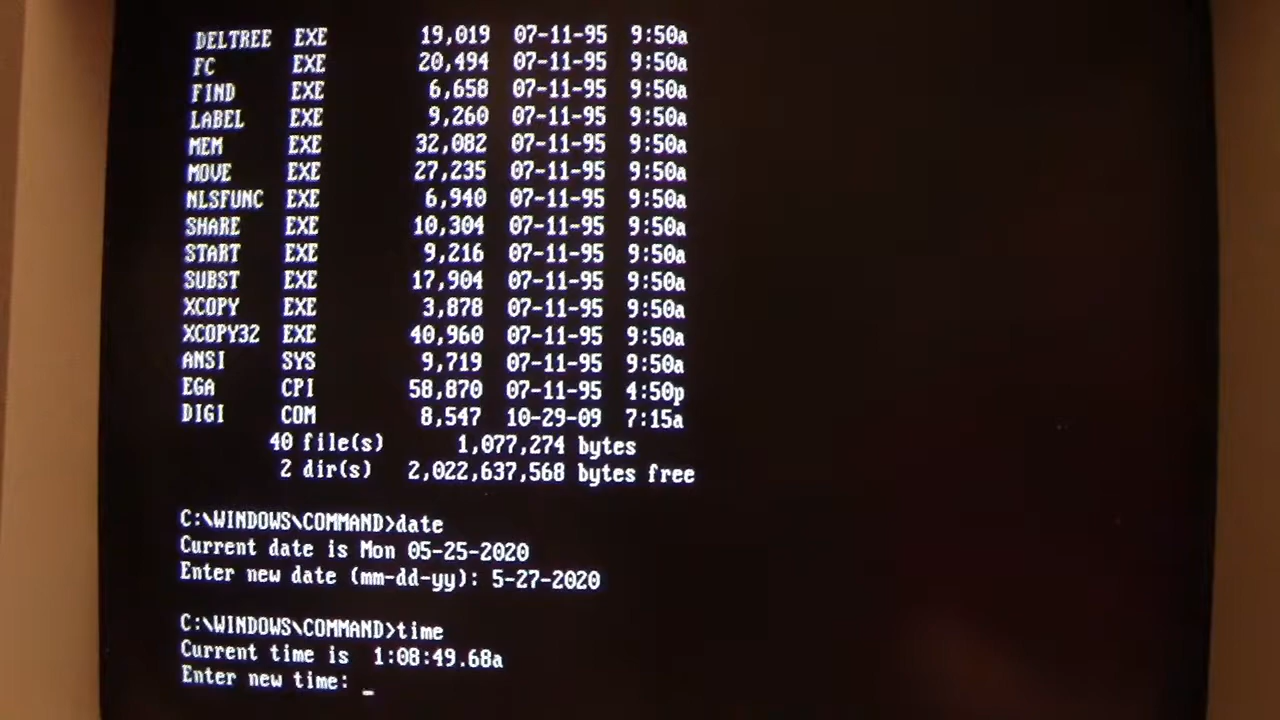 DELTREE  EXE        19,019  07-11-95  9:50a
FC       EXE        20,494  07-11-95  9:50a
FIND     EXE         6,658  07-11-95  9:50a
LABEL    EXE         9,260  07-11-95  9:50a
MEM      EXE        32,082  07-11-95  9:50a
MOVE     EXE        27,235  07-11-95  9:50a
NLSFUNC  EXE         6,940  07-11-95  9:50a
SHARE    EXE        10,304  07-11-95  9:50a
START    EXE         9,216  07-11-95  9:50a
SUBST    EXE        17,904  07-11-95  9:50a
XCOPY    EXE         3,878  07-11-95  9:50a
XCOPY32  EXE        40,960  07-11-95  9:50a
ANSI     SYS         9,719  07-11-95  9:50a
EGA      CPI        58,870  07-11-95  4:50p
DIGI     COM         8,547  10-29-09  7:15a
40 file(s)      1,077,274 bytes
2 dir(s)   2,022,637,568 bytes free
C:\WINDOWS\COMMAND>date
Current date is Mon 05-25-2020
Enter new date (mm-dd-yy): 5-27-2020
C:\WINDOWS\COMMAND>time
Current time is  1:08:49.68a
Enter new time: _